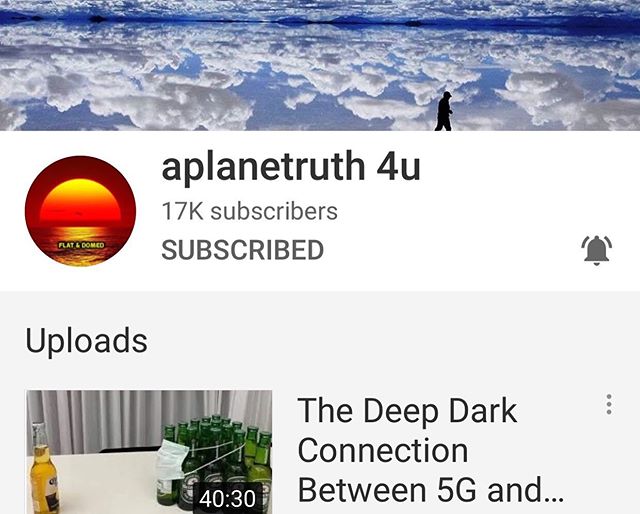 aplanetruth 4u
17K subscribers
SUBSCRIBED
FLAT & DOMED
Uploads
The Deep Dark
Connection
Between 5G and...
40:30